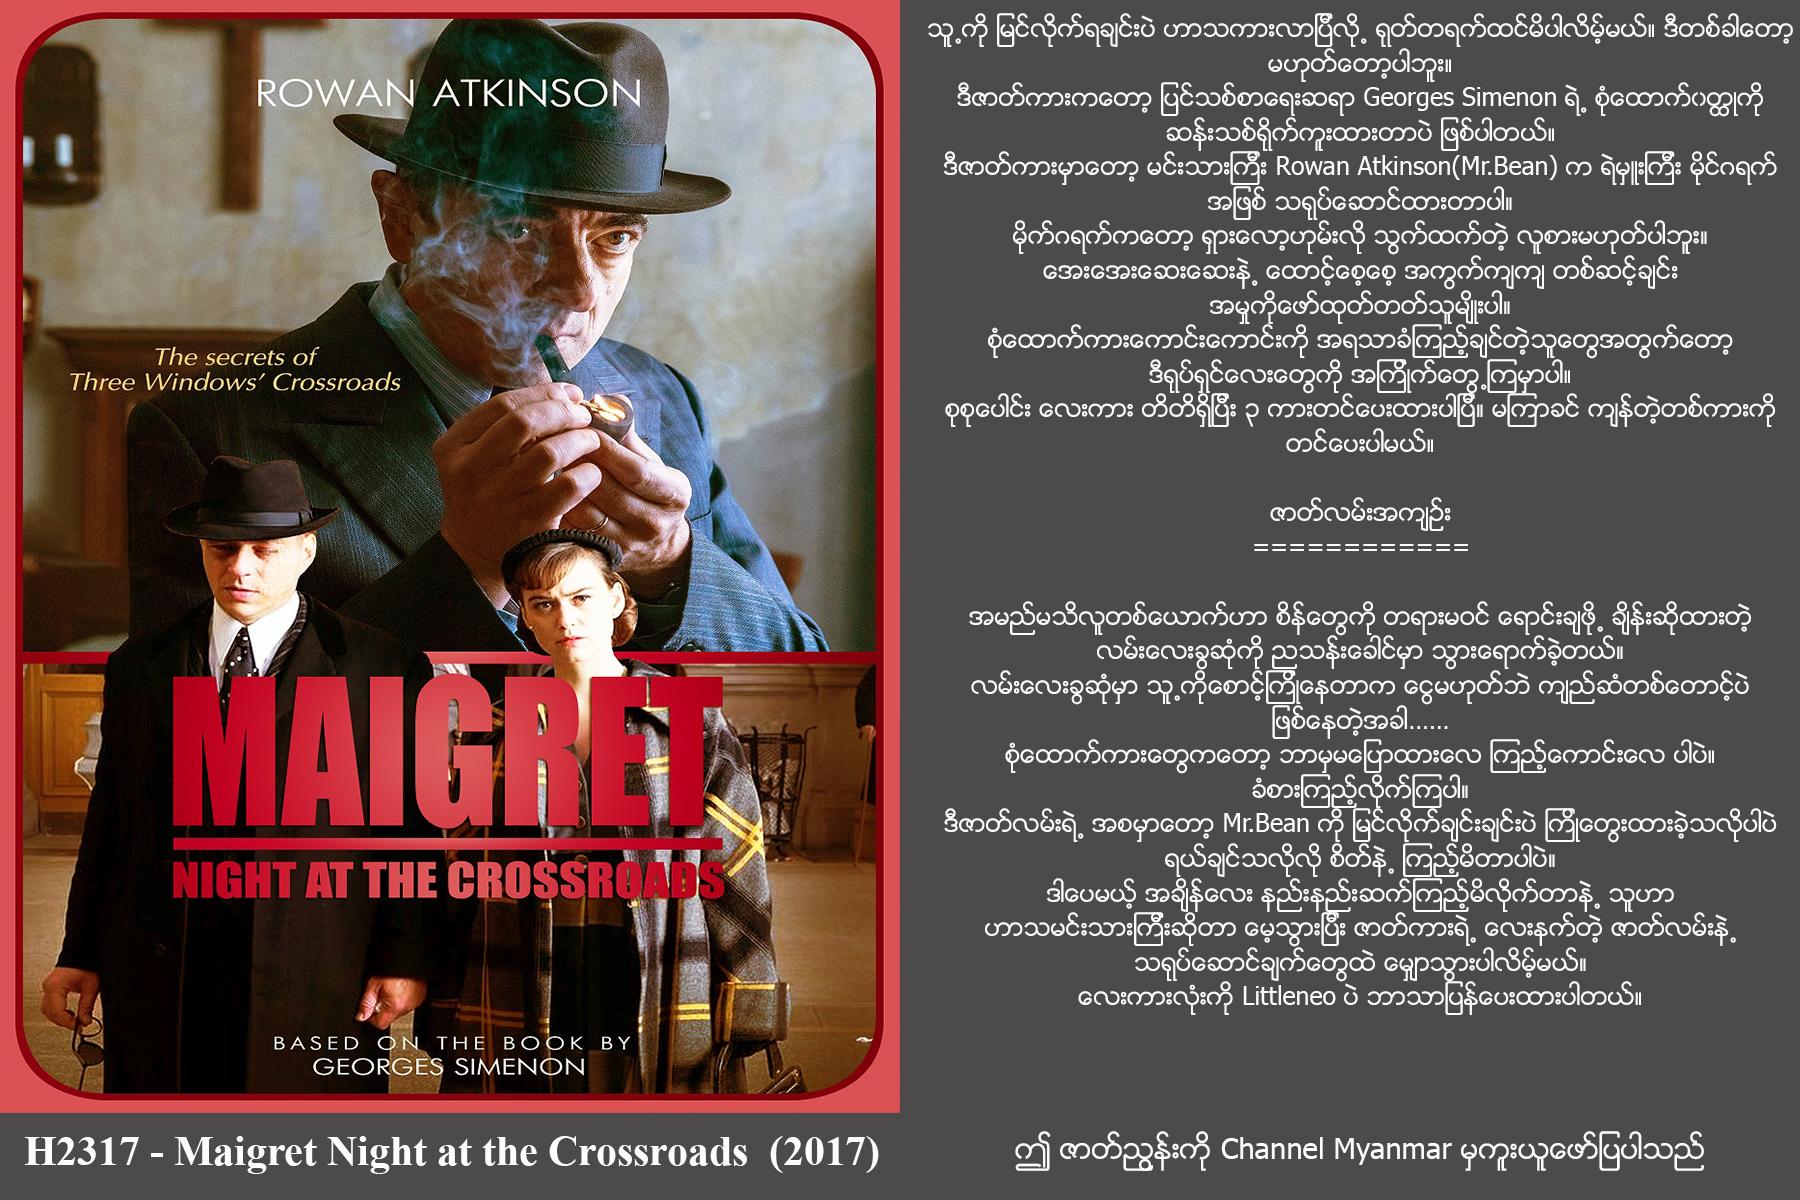 ROWAN ATKINSON
The secrets of
Three Windows' Crossroads
MAIGRET
NIGHT AT THE CROSSROADS
BASED ON THE BOOK BY
GEORGES SIMENON
H2317 - Maigret Night at the Crossroads (2017)
သူ့ကို မြင်လိုက်ရချင်းပဲ ဟာသကားလာပြီလို့ ရုတ်တရက်ထင်မိပါလိမ့်မယ်။ ဒီတစ်ခါတော့
မဟုတ်တော့ပါဘူး။
ဒီဇာတ်ကားကတော့ ပြင်သစ်စာရေးဆရာ Georges Simenon ရဲ့ စုံထောက်ဝတ္ထုကို
ဆန်းသစ်ရိုက်ကူးထားတာပဲ ဖြစ်ပါတယ်။
ဒီဇာတ်ကားမှာတော့ မင်းသားကြီး Rowan Atkinson(Mr.Bean) က ရဲမှူးကြီး မိုင်ဂရက်
အဖြစ် သရုပ်ဆောင်ထားတာပါ။
မိုက်ဂရက်ကတော့ ရှားလော့ဟုမ်းလို သွက်ထက်တဲ့ လူစားမဟုတ်ပါဘူး။
အေးအေးဆေးဆေးနဲ့ ထောင့်စေ့စေ့ အကွက်ကျကျ တစ်ဆင့်ချင်း
အမှုကိုဖော်ထုတ်တတ်သူမျိုးပါ။
စုံထောက်ကားကောင်းကောင်းကို အရသာခံကြည့်ချင်တဲ့သူတွေအတွက်တော့
ဒီရုပ်ရှင်လေးတွေကို အကြိုက်တွေ့ကြမှာပါ။
စုစုပေါင်း လေးကား တိတိရှိပြီး ၃ ကားတင်ပေးထားပါပြီ။ မကြာခင် ကျန်တဲ့တစ်ကားကို
တင်ပေးပါမယ်။
ဇာတ်လမ်းအကျဉ်း
============
အမည်မသိလူတစ်ယောက်ဟာ စိန်တွေကို တရားမဝင် ရောင်းချဖို့ ချိန်းဆိုထားတဲ့
လမ်းလေးခွဆုံကို ညသန်းခေါင်မှာ သွားရောက်ခဲ့တယ်။
လမ်းလေးခွဆုံမှာ သူ့ကိုစောင့်ကြိုနေတာက ငွေမဟုတ်ဘဲ ကျည်ဆံတစ်တောင့်ပဲ
ဖြစ်နေတဲ့အခါ......
စုံထောက်ကားတွေကတော့ ဘာမှမပြောထားလေ ကြည့်ကောင်းလေ ပါပဲ။
ခံစားကြည့်လိုက်ကြပါ။
ဒီဇာတ်လမ်းရဲ့ အစမှာတော့ Mr.Bean ကို မြင်လိုက်ချင်းချင်းပဲ ကြိုတွေးထားခဲ့သလိုပါပဲ
ရယ်ချင်သလိုလို စိတ်နဲ့ ကြည့်မိတာပါပဲ။
ဒါပေမယ့် အချိန်လေး နည်းနည်းဆက်ကြည့်မိလိုက်တာနဲ့ သူဟာ
ဟာသမင်းသားကြီးဆိုတာ မေ့သွားပြီး ဇာတ်ကားရဲ့ လေးနက်တဲ့ ဇာတ်လမ်းနဲ့
သရုပ်ဆောင်ချက်တွေထဲ မျှောသွားပါလိမ့်မယ်။
လေးကားလုံးကို Littleneo ပဲ ဘာသာပြန်ပေးထားပါတယ်။
ဤ ဇာတ်ညွှန်းကို Channel Myanmar မှကူးယူဖော်ပြပါသည်